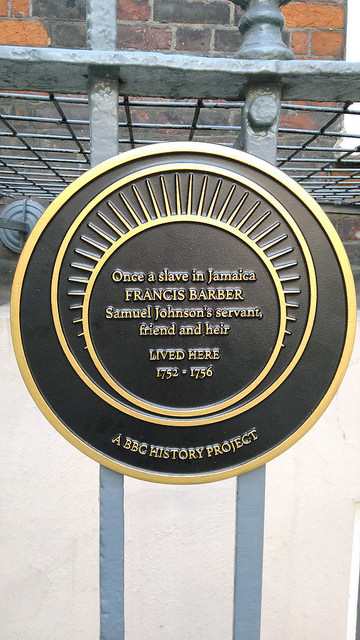 Once a slave in Jamaica
FRANCIS BARBER
Samuel Johnson's servant,
friend and heir
LIVED HERE
1752 - 1756
A BBC HISTORY PROJECT